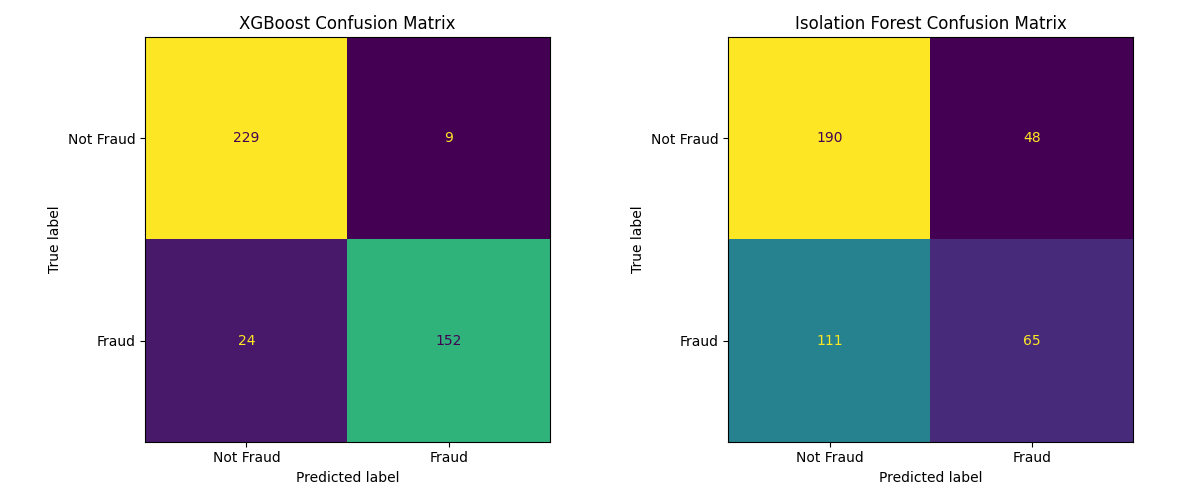 XGBoost Confusion Matrix
True label
Not Fraud
229
9
Fraud
24
152
Not Fraud
Fraud
Predicted label
Isolation Forest Confusion Matrix
True label
Not Fraud
190
48
Fraud
111
65
Not Fraud
Fraud
Predicted label